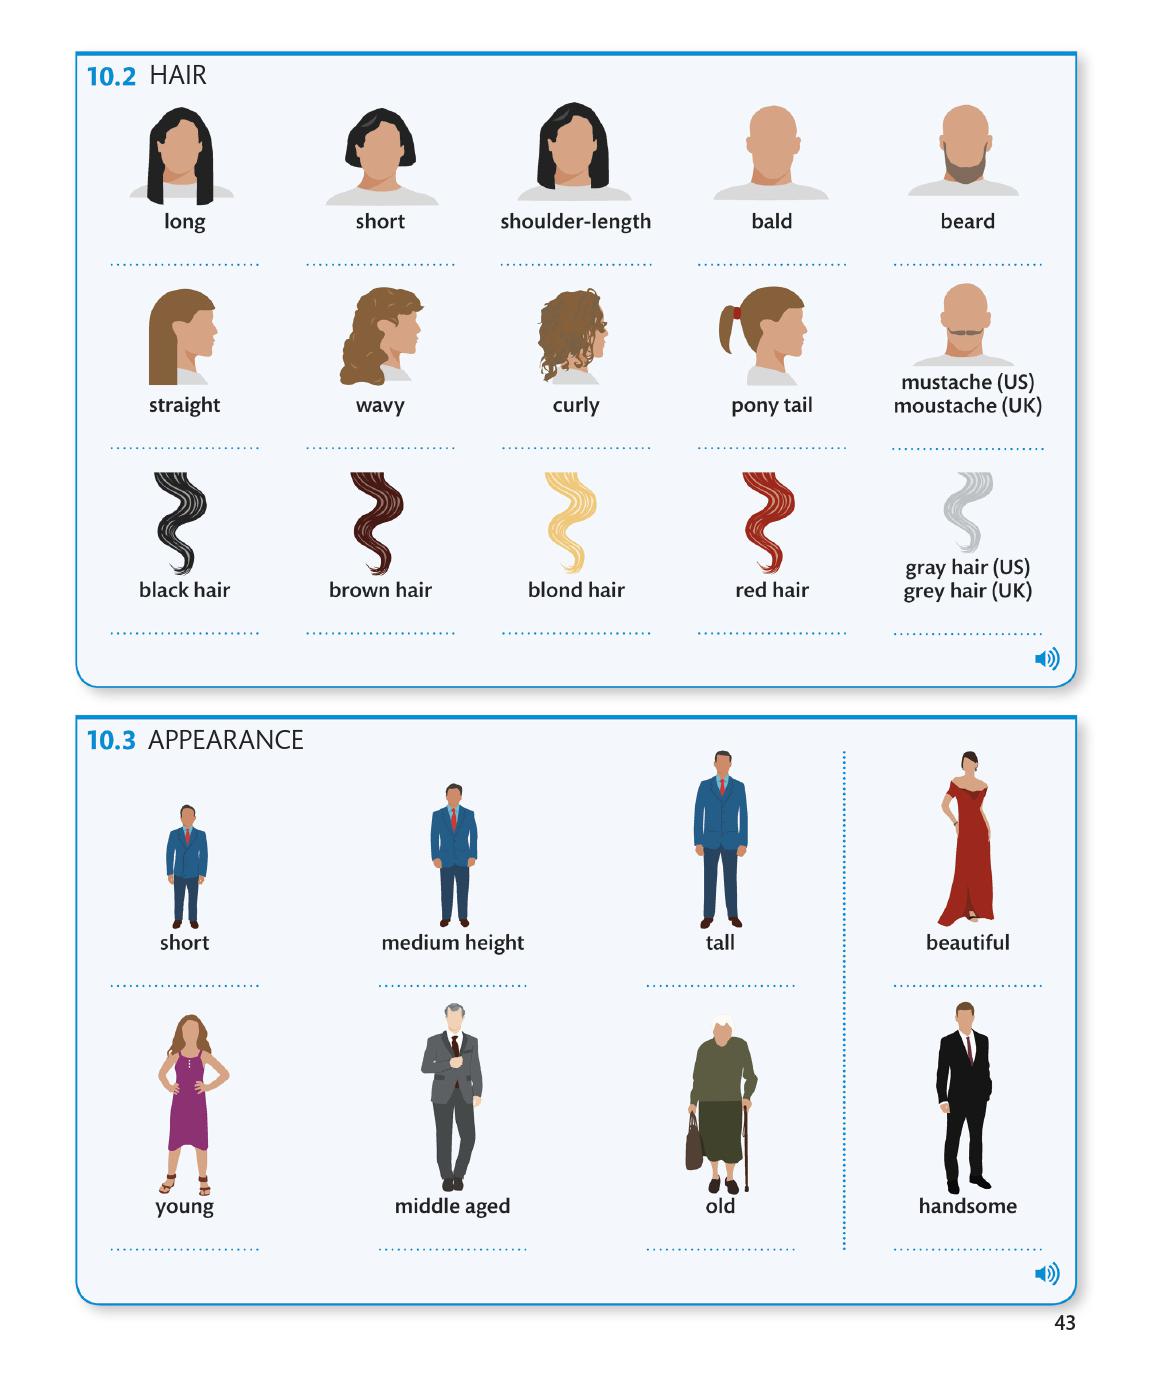 10.2 HAIR
long
short
shoulder-length
bald
beard
straight
wavy
curly
pony tail
mustache (US)
moustache (UK)
black hair
brown hair
blond hair
red hair
gray hair (US)
grey hair (UK)
10.3 APPEARANCE
short
medium height
tall
beautiful
young
middle aged
old
handsome
43